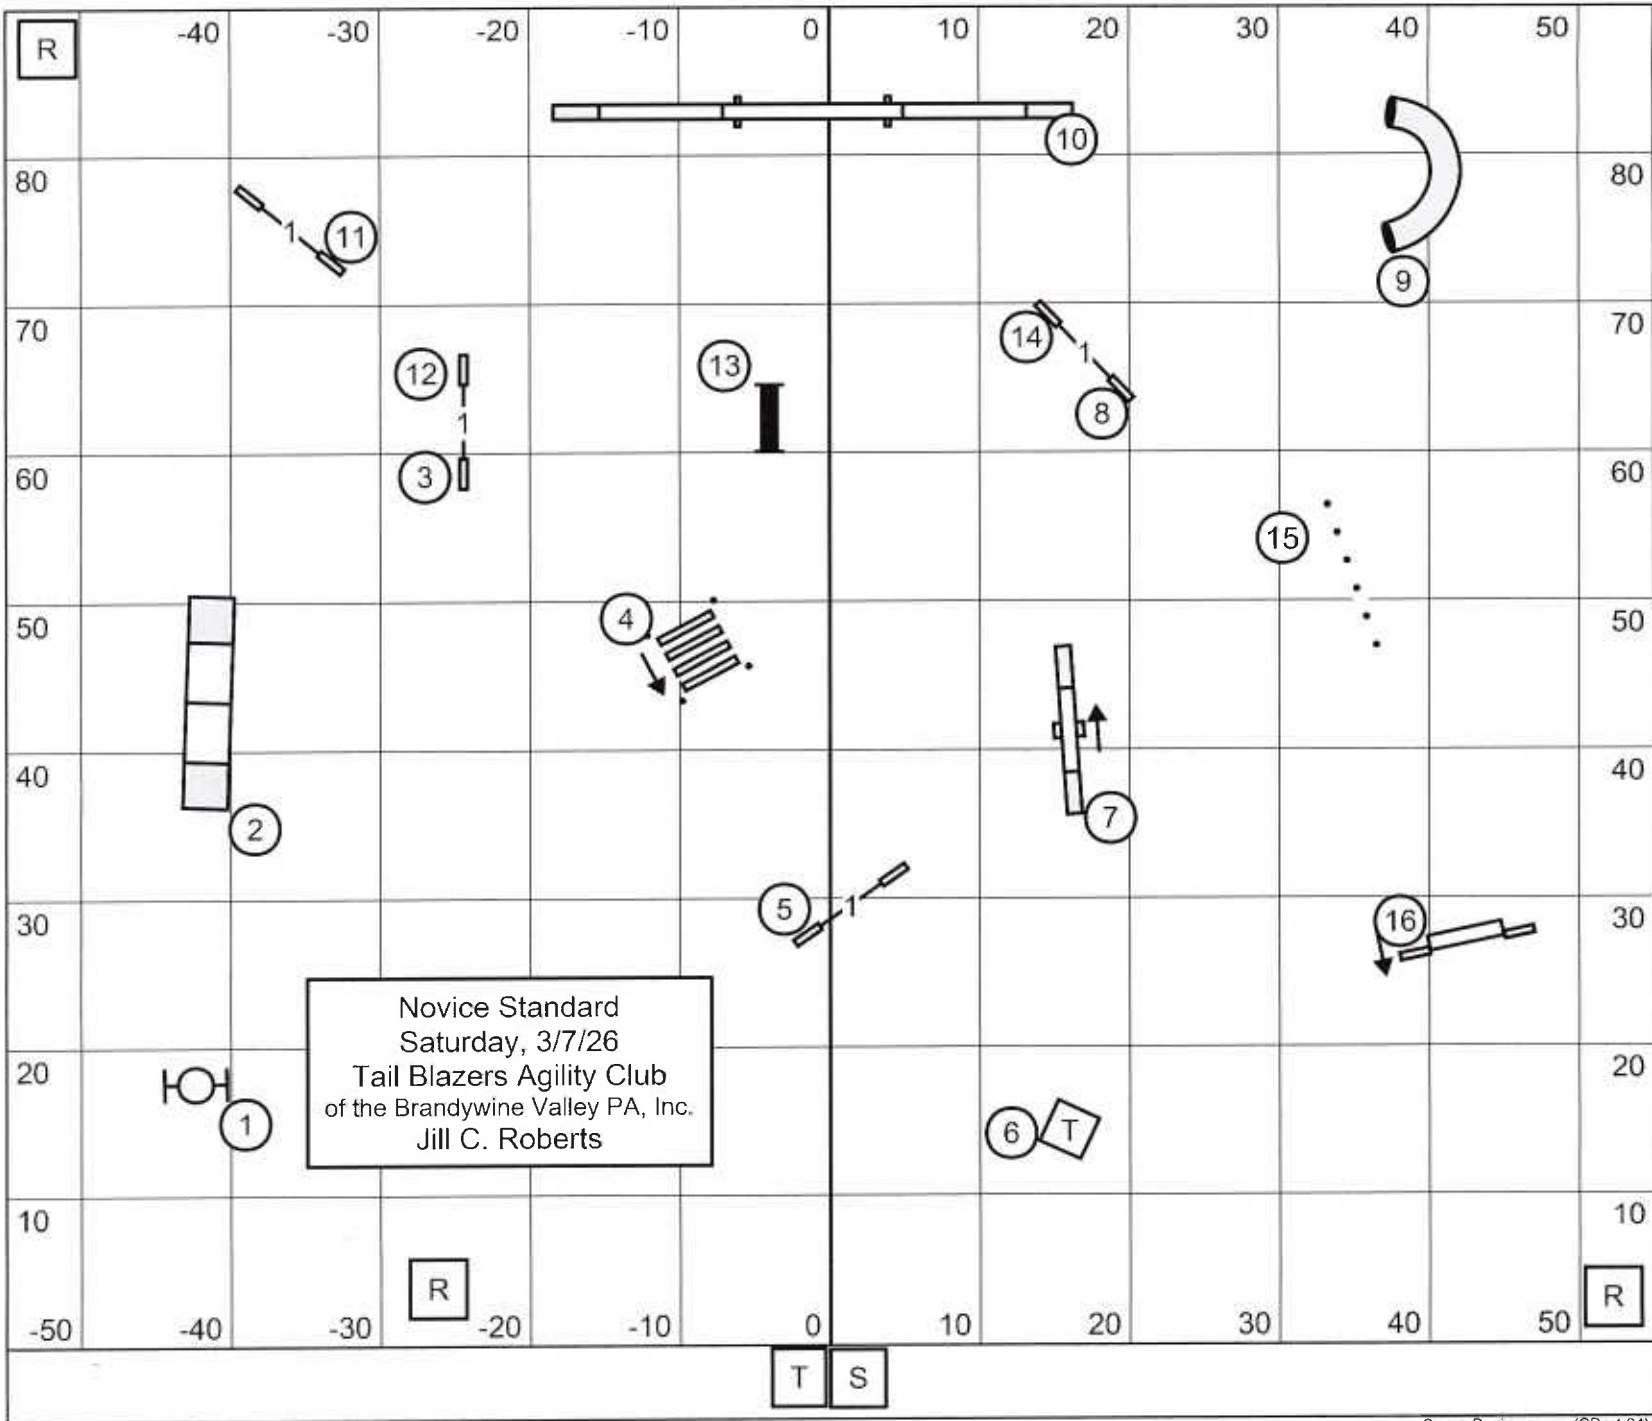 R
-40 -30 -20 -10 0 10 20 30 40 50
10
80 80
1 11
9
70 14 70
12 13 1
1 8
3
60 60
15
4
50 50
40 40
2 7
5 1 16
30 30
Novice Standard
Saturday, 3/7/26
Tail Blazers Agility Club
of the Brandywine Valley PA, Inc.
Jill C. Roberts
20 20
1 6 T
10 10
R R
-50 -40 -30 -20 -10 0 10 20 30 40 50
T S